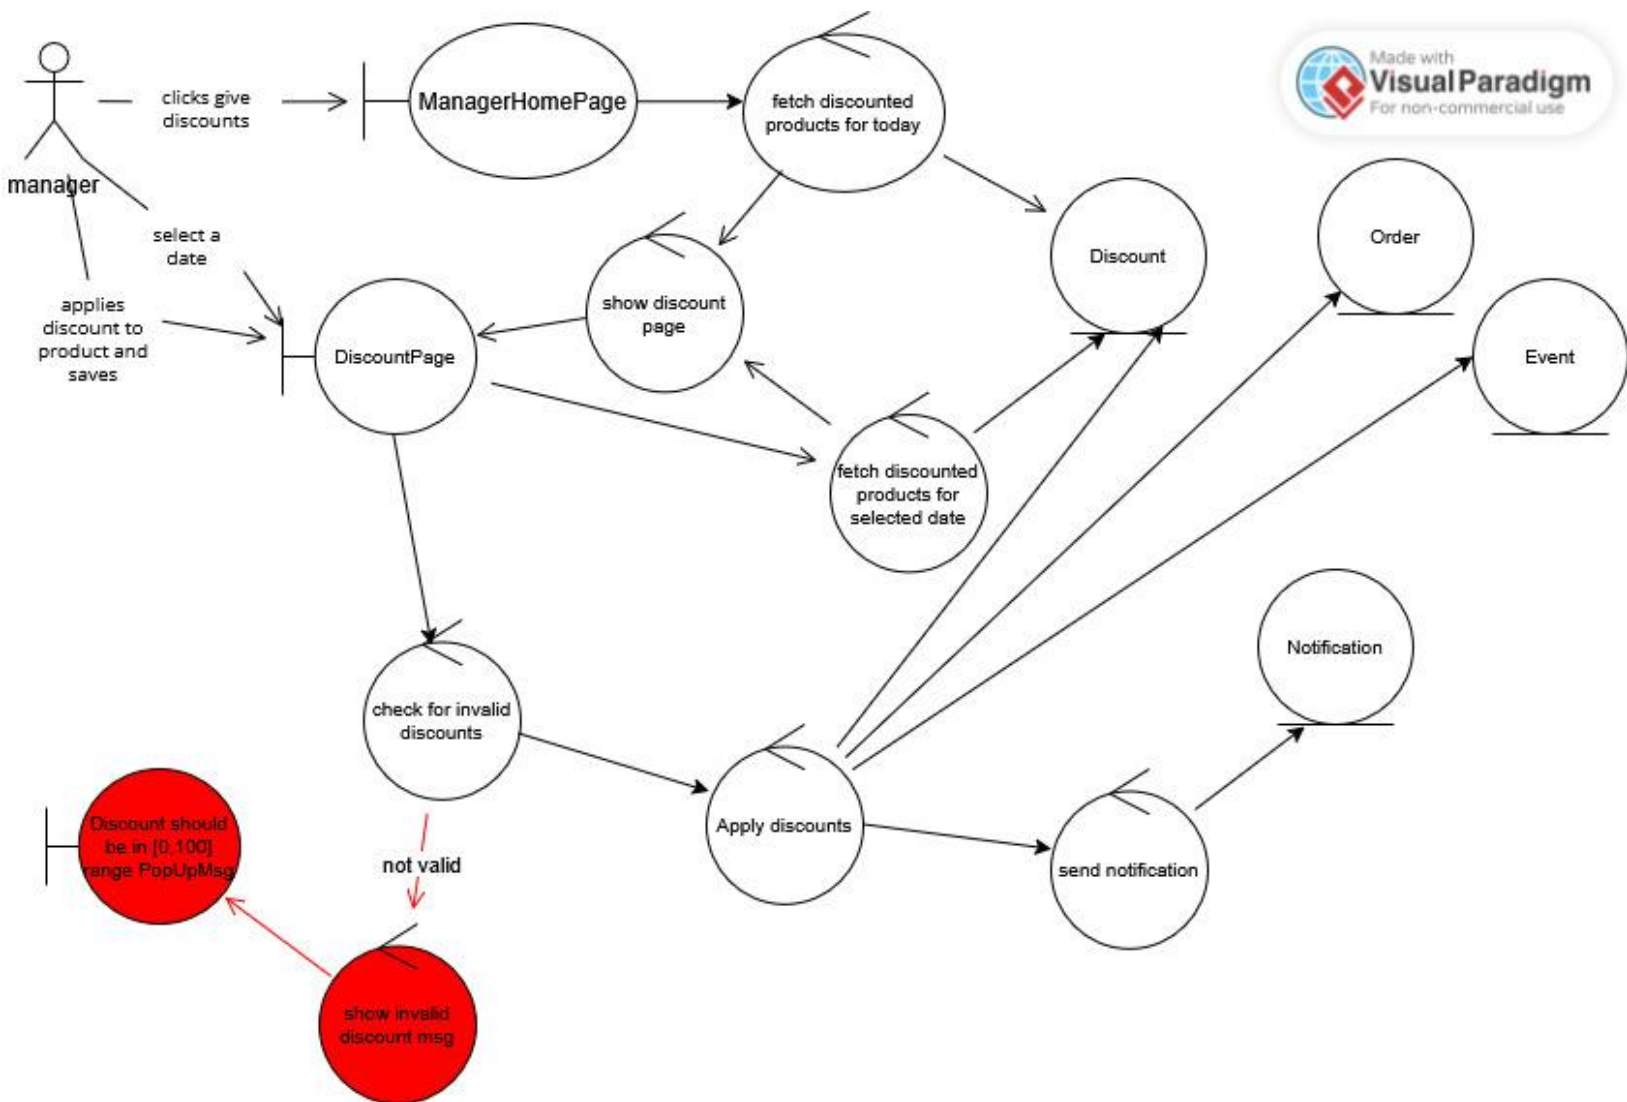 Made with
VisualParadigm
For non-commercial use
clicks give
discounts
ManagerHomePage
fetch discounted
products for today
manager
select a
date
Discount
Order
applies
discount to
product and
saves
show discount
page
DiscountPage
Event
fetch discounted
products for
selected date
Notification
check for invalid
discounts
Apply discounts
Discount should
be in [0,100]
range PopUpMsg
not valid
send notification
show invalid
discount msg